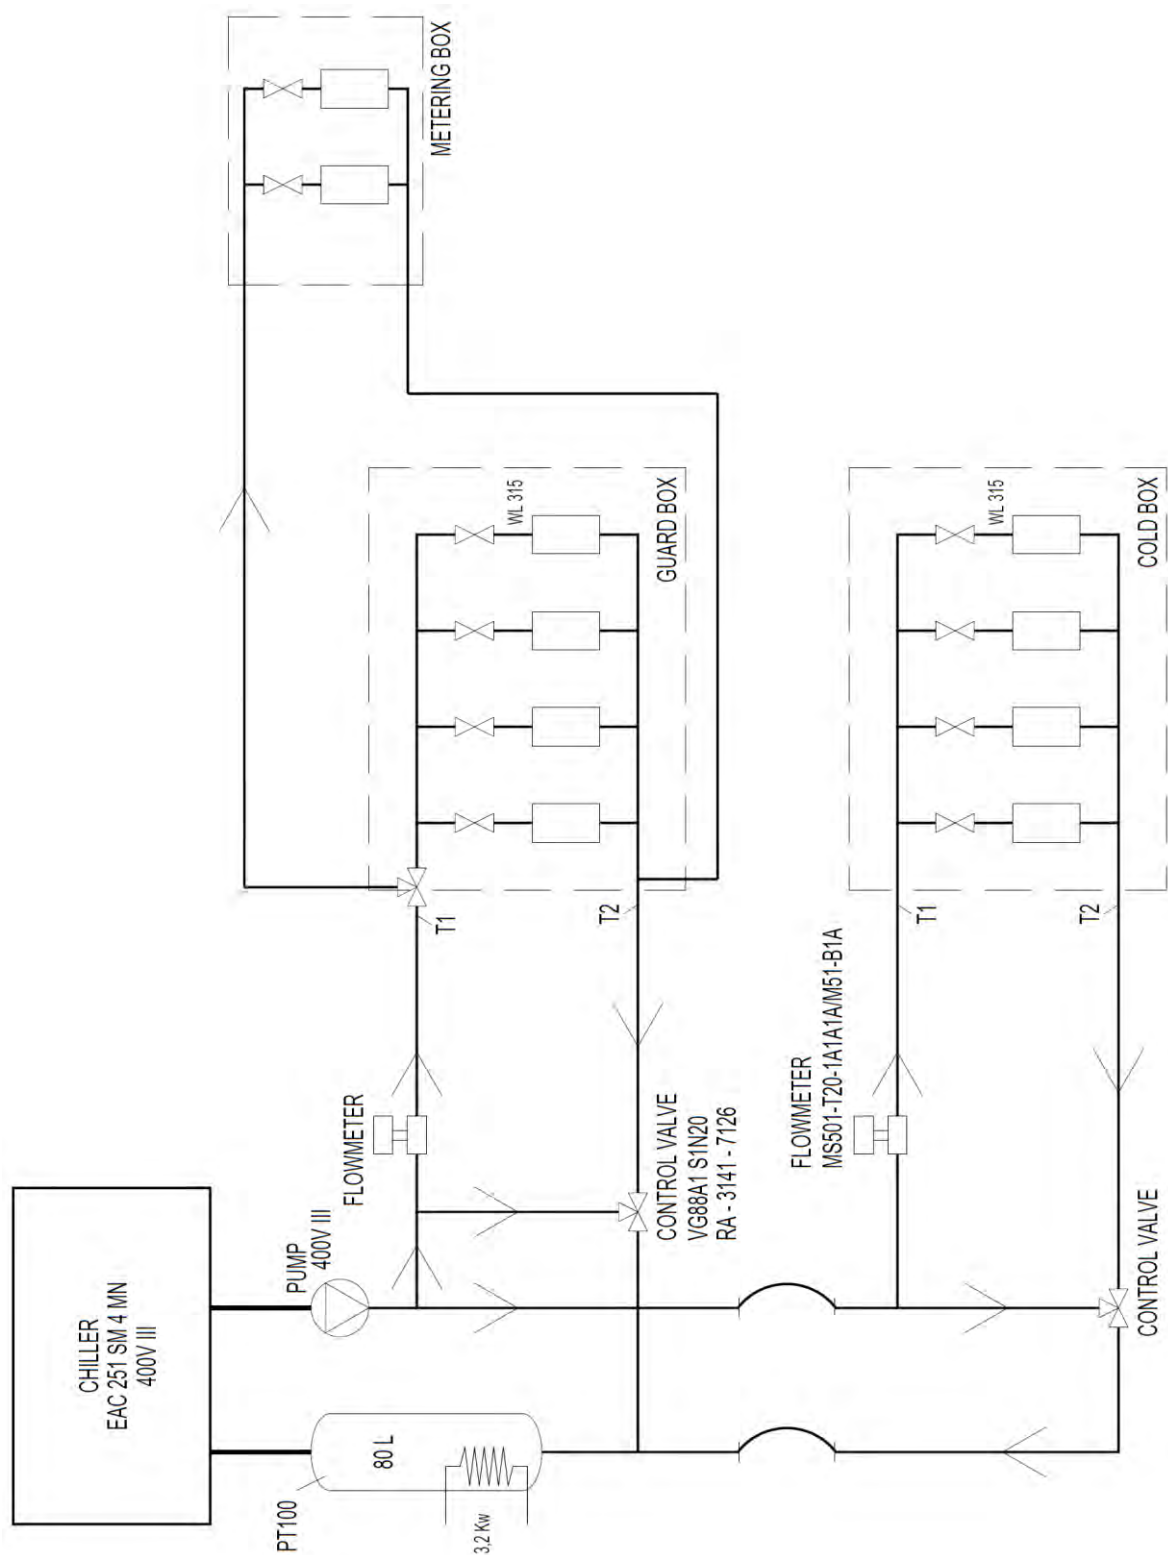 CHILLER
EAC 251 SM 4 MN
400V III
PT100
80 L
3,2 Kw
PUMP
400V III
FLOWMETER
CONTROL VALVE
VG88A1 S1N20
RA - 3141 - 7126
T1
T2
WL 315
GUARD BOX
METERING BOX
FLOWMETER
MS501-T20-1A1A1A/M51-B1A
CONTROL VALVE
T1
T2
WL 315
COLD BOX